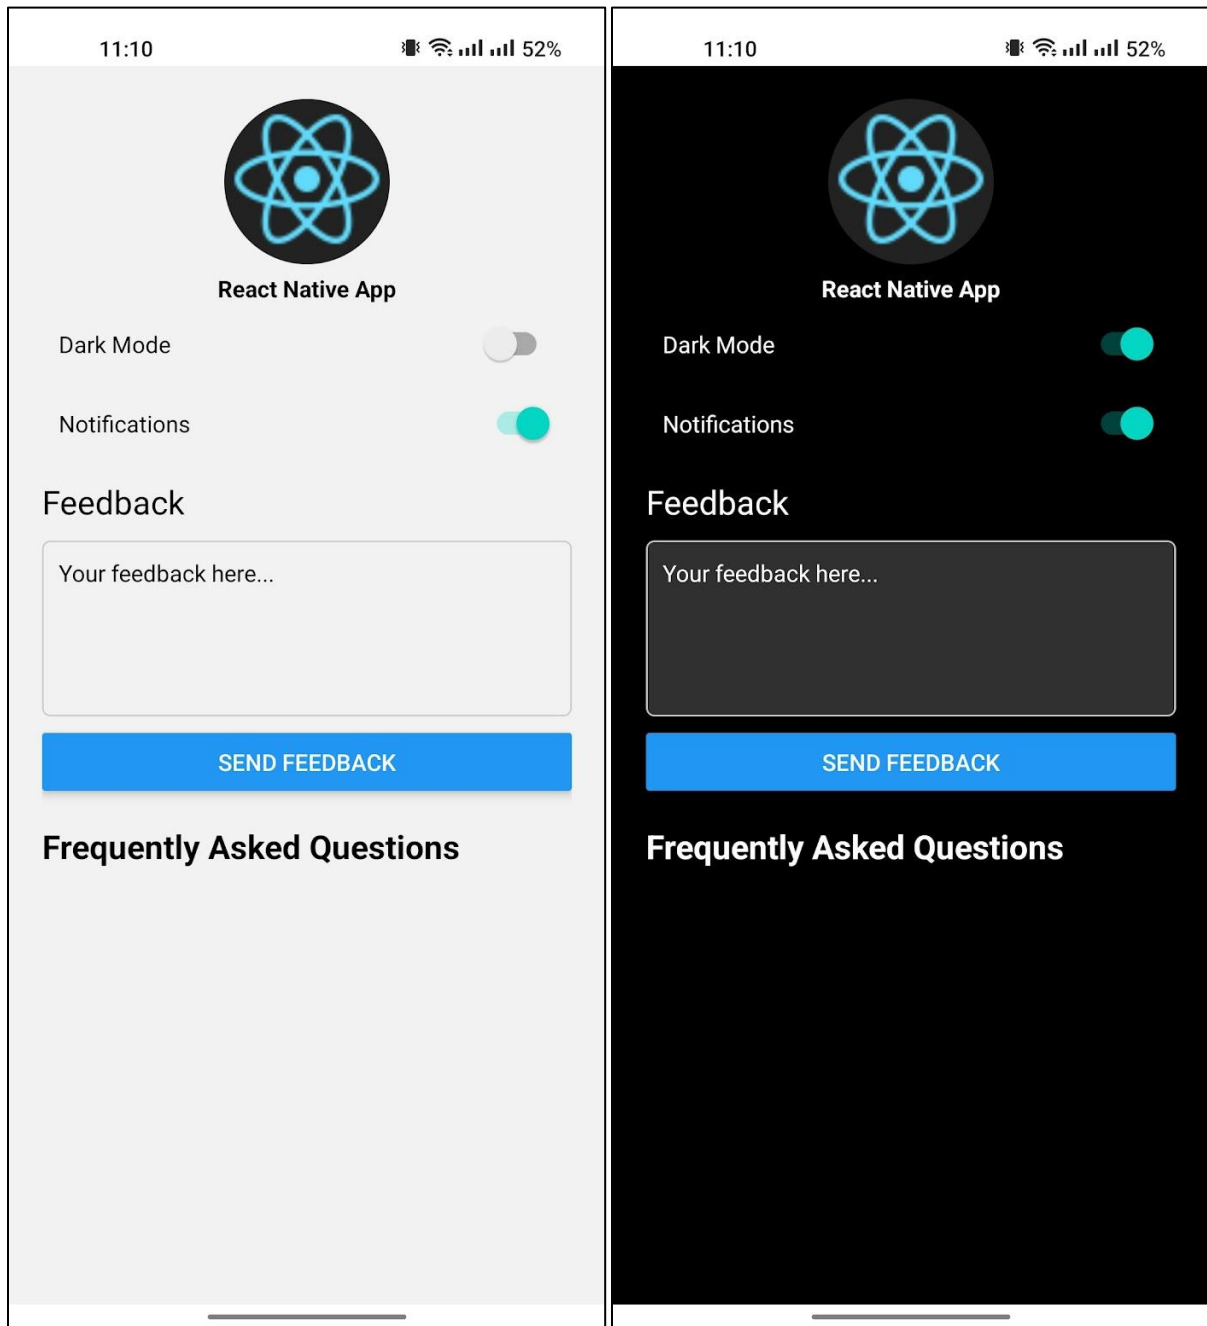 11:10 52%
React Native App
Dark Mode
Notifications
Feedback
Your feedback here...
SEND FEEDBACK
Frequently Asked Questions
11:10 52%
React Native App
Dark Mode
Notifications
Feedback
Your feedback here...
SEND FEEDBACK
Frequently Asked Questions